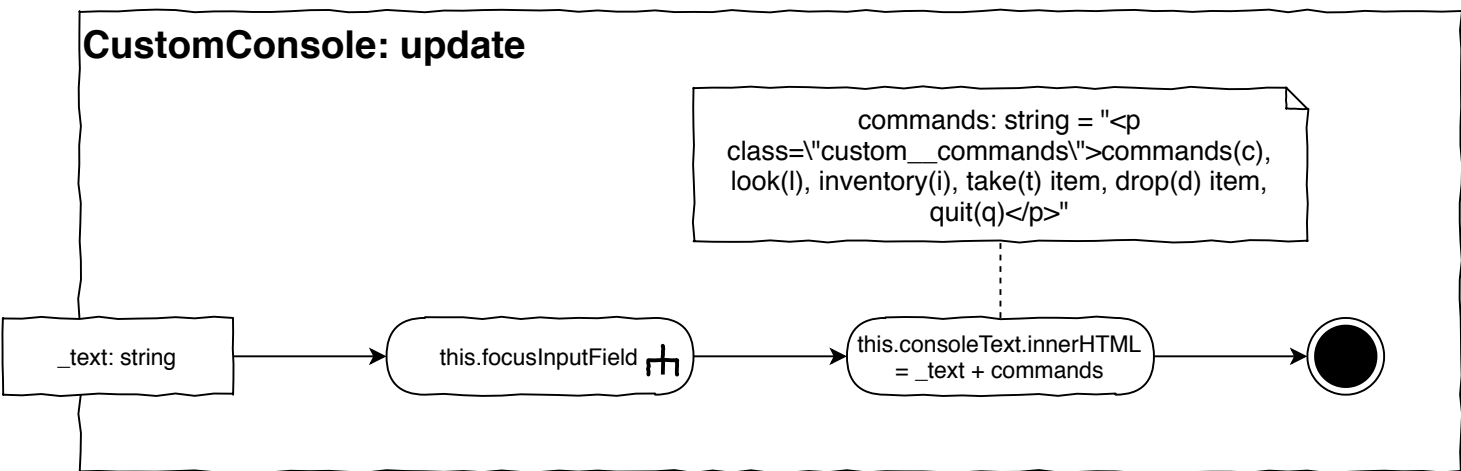 CustomConsole: update
commands: string = "<p
class=\"custom__commands\">commands(c),
look(l), inventory(i), take(t) item, drop(d) item,
quit(q)</p>"
_text: string
this.focusInputField
this.consoleText.innerHTML
= _text + commands